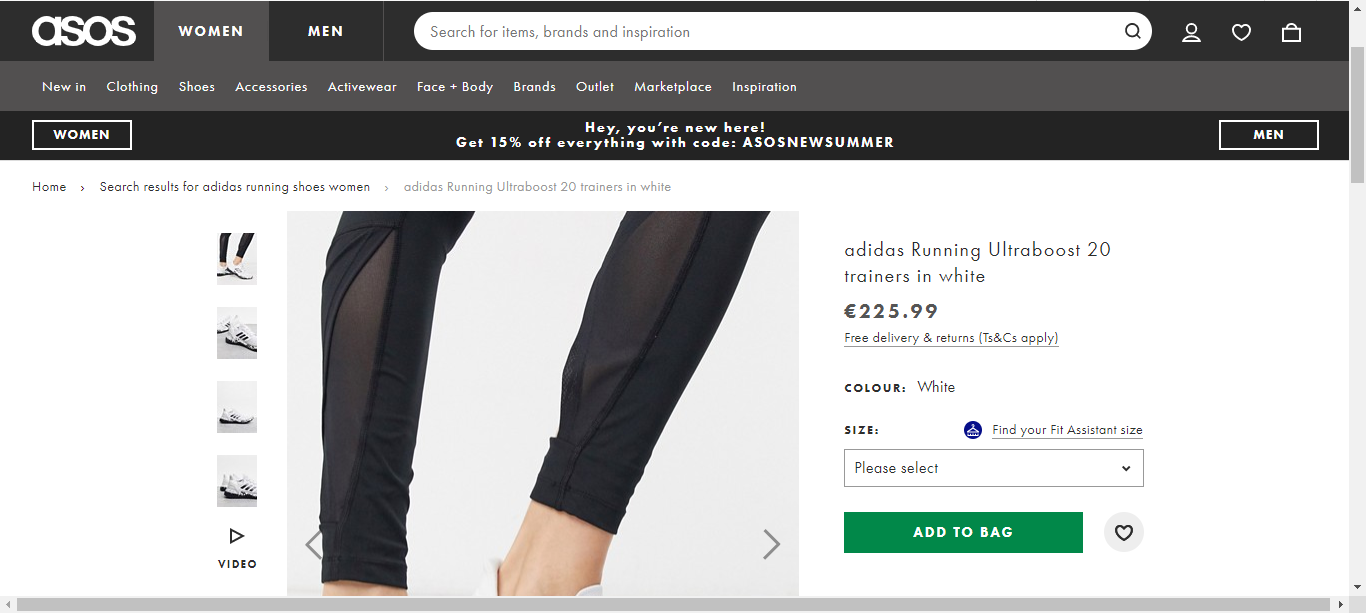 asos
WOMEN
MEN
Search for items, brands and inspiration
New in
Clothing
Shoes
Accessories
Activewear
Face + Body
Brands
Outlet
Marketplace
Inspiration
WOMEN
Hey, you're new here!
Get 15% off everything with code: ASOSNEWSUMMER
MEN
Home › Search results for adidas running shoes women › adidas Running Ultraboost 20 trainers in white
VIDEO
adidas Running Ultraboost 20
trainers in white
€225.99
Free delivery & returns (Ts&Cs apply)
COLOUR: White
SIZE:
Find your Fit Assistant size
Please select
ADD TO BAG